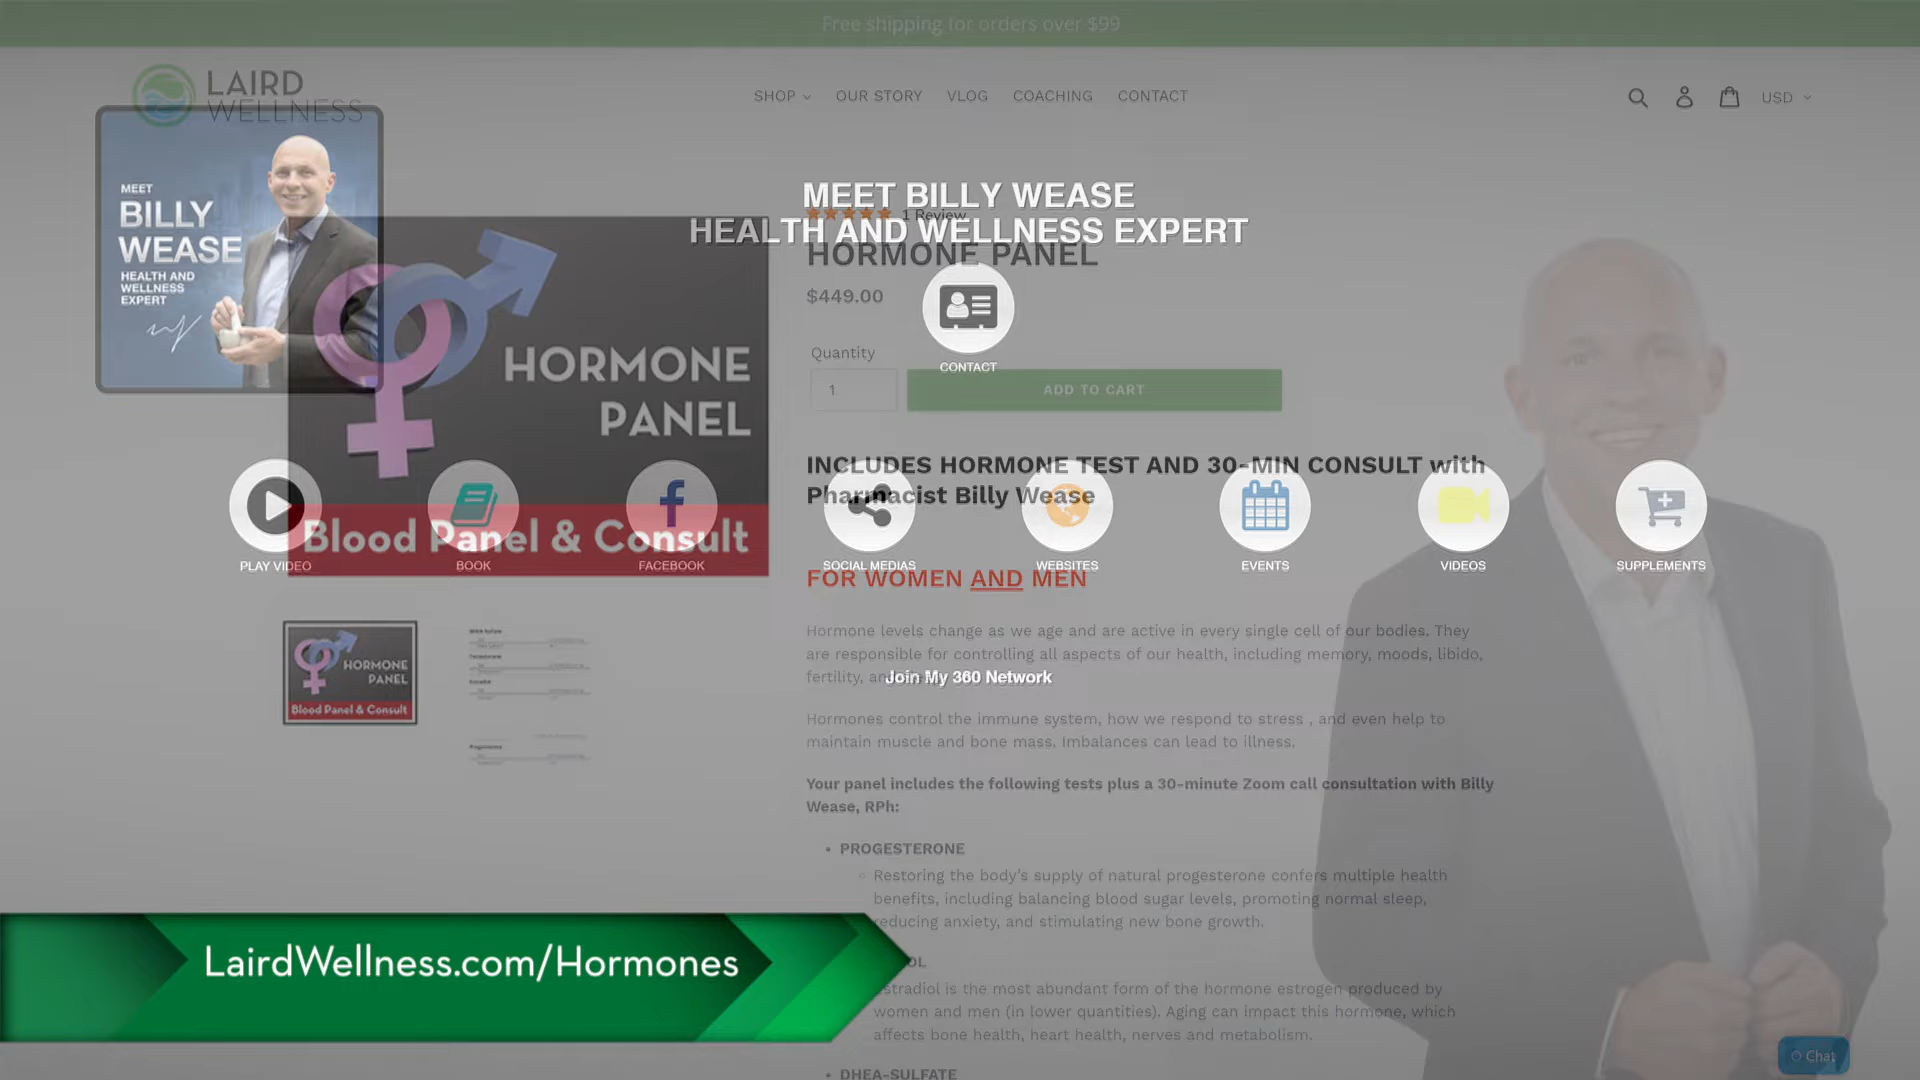 Free shipping for orders over $99
LAIRD
WELLNESS
SHOP
OUR STORY
VLOG
COACHING
CONTACT
USD
MEET
BILLY
WEASE
HEALTH AND
WELLNESS
EXPERT
MEET BILLY WEASE
1 Review
HEALTH AND WELLNESS EXPERT
HORMONE PANEL
$449.00
CONTACT
Quantity
1
ADD TO CART
HORMONE
PANEL
Blood Panel & Consult
INCLUDES HORMONE TEST AND 30-MIN CONSULT with
Pharmacist Billy Wease
PLAY VIDEO
BOOK
FACEBOOK
SOCIAL MEDIAS
WEBSITES
EVENTS
VIDEOS
SUPPLEMENTS
FOR WOMEN AND MEN
HORMONE
PANEL
Blood Panel & Consult
Hormone levels change as we age and are active in every single cell of our bodies. They
are responsible for controlling all aspects of our health, including memory, moods, libido,
fertility,
Join My 360 Network
Hormones control the immune system, how we respond to stress , and even help to
maintain muscle and bone mass. Imbalances can lead to illness.
Your panel includes the following tests plus a 30-minute Zoom call consultation with Billy
Wease, RPh:
• PROGESTERONE
Restoring the body's supply of natural progesterone confers multiple health
benefits, including balancing blood sugar levels, promoting normal sleep,
reducing anxiety, and stimulating new bone growth.
LairdWellness.com/Hormones
stradiol is the most abundant form of the hormone estrogen produced by
women and men (in lower quantities). Aging can impact this hormone, which
affects bone health, heart health, nerves and metabolism.
• DHEA-SULFATE
Chat